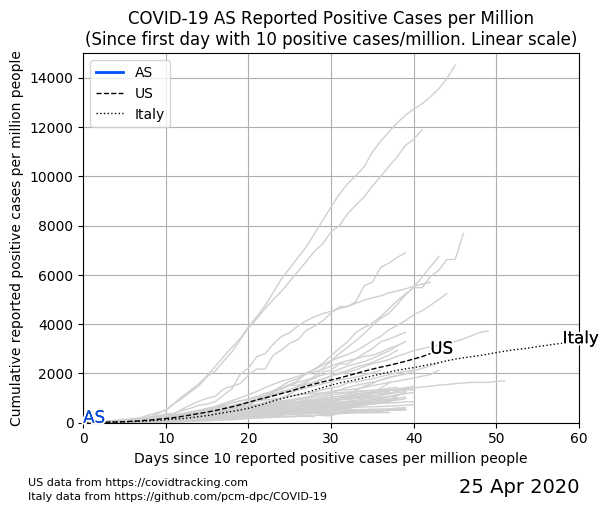 COVID-19 AS Reported Positive Cases per Million
(Since first day with 10 positive cases/million. Linear scale)
Cumulative reported positive cases per million people
14000
12000
10000
8000
6000
4000
2000
0
AS
US
Italy
AS
US
Italy
0 10 20 30 40 50 60
Days since 10 reported positive cases per million people
US data from https://covidtracking.com
Italy data from https://github.com/pcm-dpc/COVID-19
25 Apr 2020